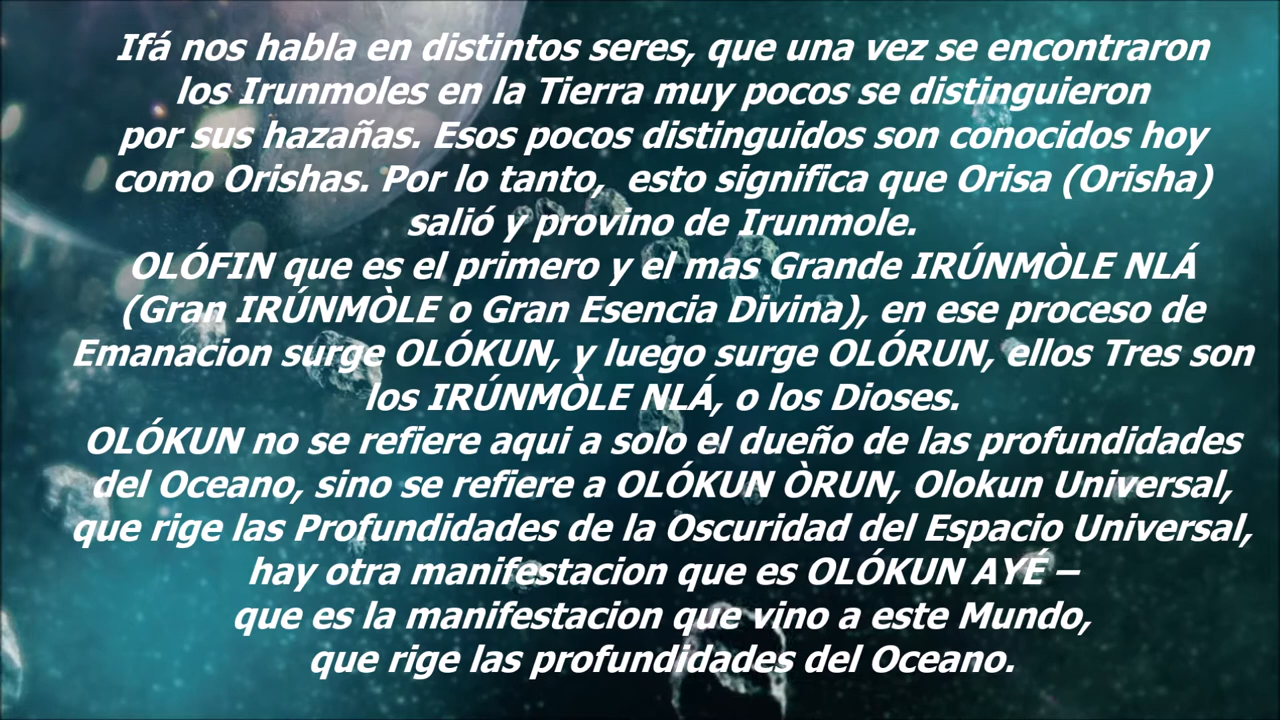 Ifá nos habla en distintos seres, que una vez se encontraron
los Irunmoles en la Tierra muy pocos se distinguieron
por sus hazañas. Esos pocos distinguidos son conocidos hoy
como Orishas. Por lo tanto,  esto significa que Orisa (Orisha)
salió y provino de Irunmole.
OLÓFIN que es el primero y el mas Grande IRÚNMÒLE NLÁ
(Gran IRÚNMÒLE o Gran Esencia Divina), en ese proceso de
Emanacion surge OLÓKUN, y luego surge OLÓRUN, ellos Tres son
los IRÚNMÒLE NLÁ, o los Dioses.
OLÓKUN no se refiere aqui a solo el dueño de las profundidades
del Oceano, sino se refiere a OLÓKUN ÒRUN, Olokun Universal,
que rige las Profundidades de la Oscuridad del Espacio Universal,
hay otra manifestacion que es OLÓKUN AYÉ –
que es la manifestacion que vino a este Mundo,
que rige las profundidades del Oceano.